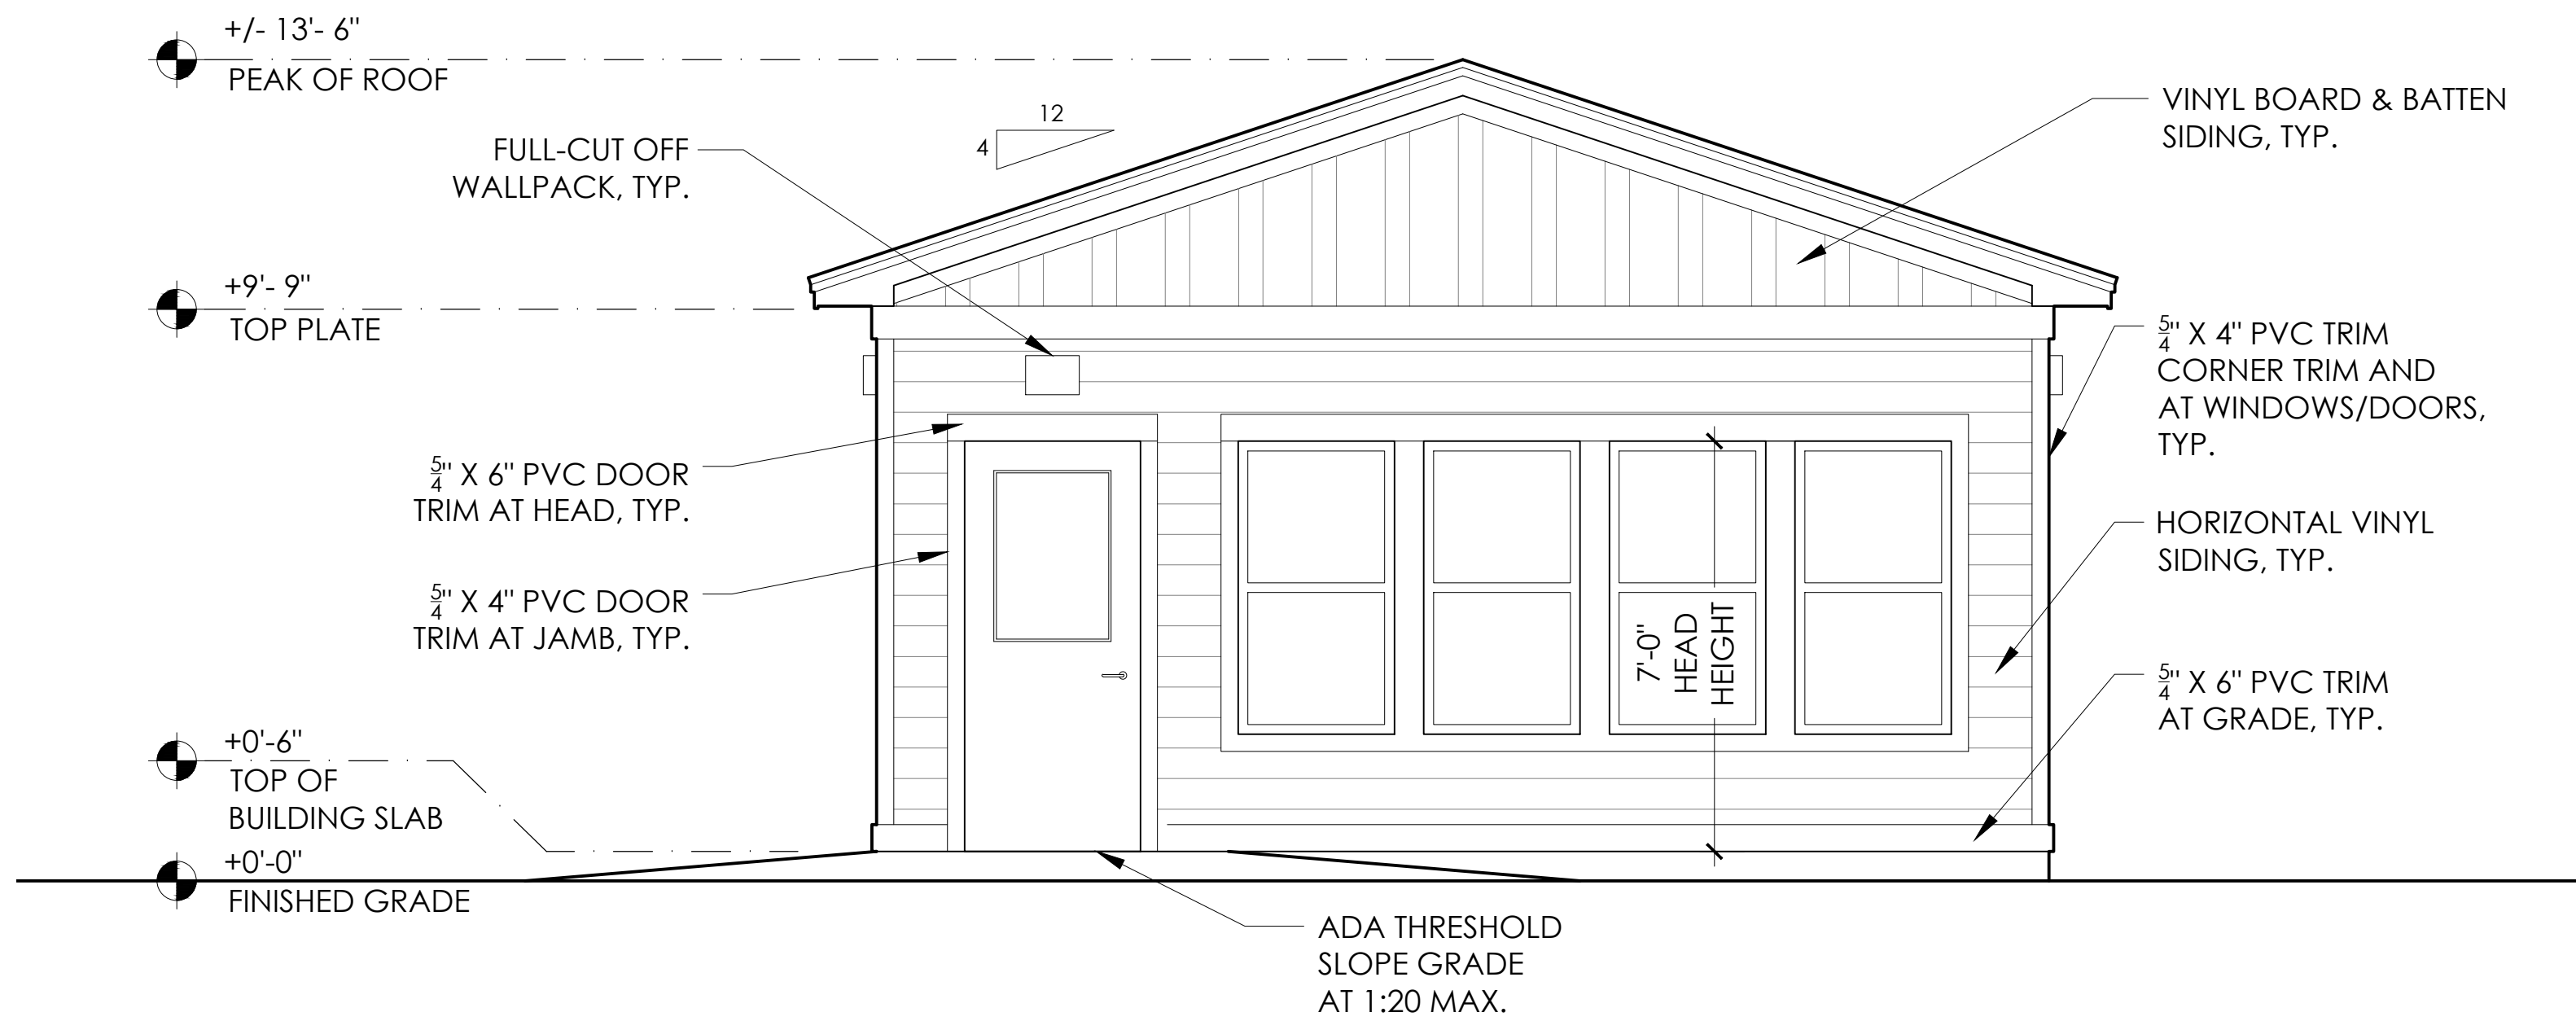 +/- 13'- 6"
PEAK OF ROOF
12
4
FULL-CUT OFF
WALLPACK, TYP.
VINYL BOARD & BATTEN
SIDING, TYP.
+9'- 9"
TOP PLATE
5/4" X 4" PVC TRIM
CORNER TRIM AND
AT WINDOWS/DOORS,
TYP.
5/4" X 6" PVC DOOR
TRIM AT HEAD, TYP.
HORIZONTAL VINYL
SIDING, TYP.
5/4" X 4" PVC DOOR
TRIM AT JAMB, TYP.
7'-0"
HEAD
HEIGHT
5/4" X 6" PVC TRIM
AT GRADE, TYP.
+0'-6"
TOP OF
BUILDING SLAB
+0'-0"
FINISHED GRADE
ADA THRESHOLD
SLOPE GRADE
AT 1:20 MAX.